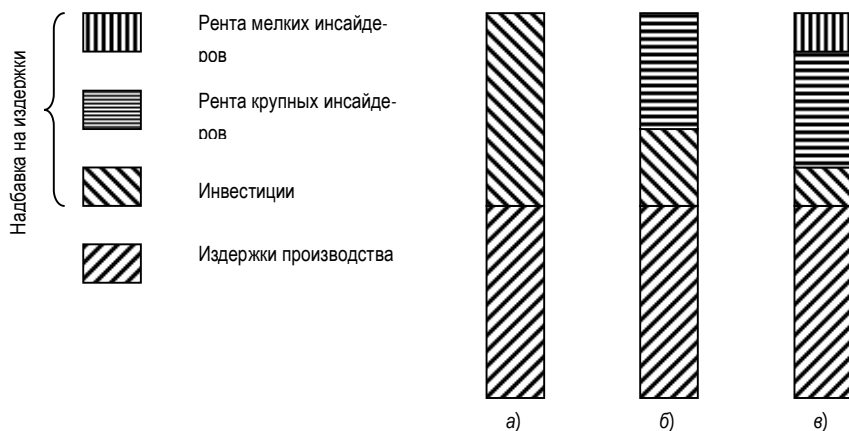 Надбавка на издержки
Рента мелких инсайде-
ров
Рента крупных инсайде-
ров
Инвестиции
Издержки производства
а)
б)
в)